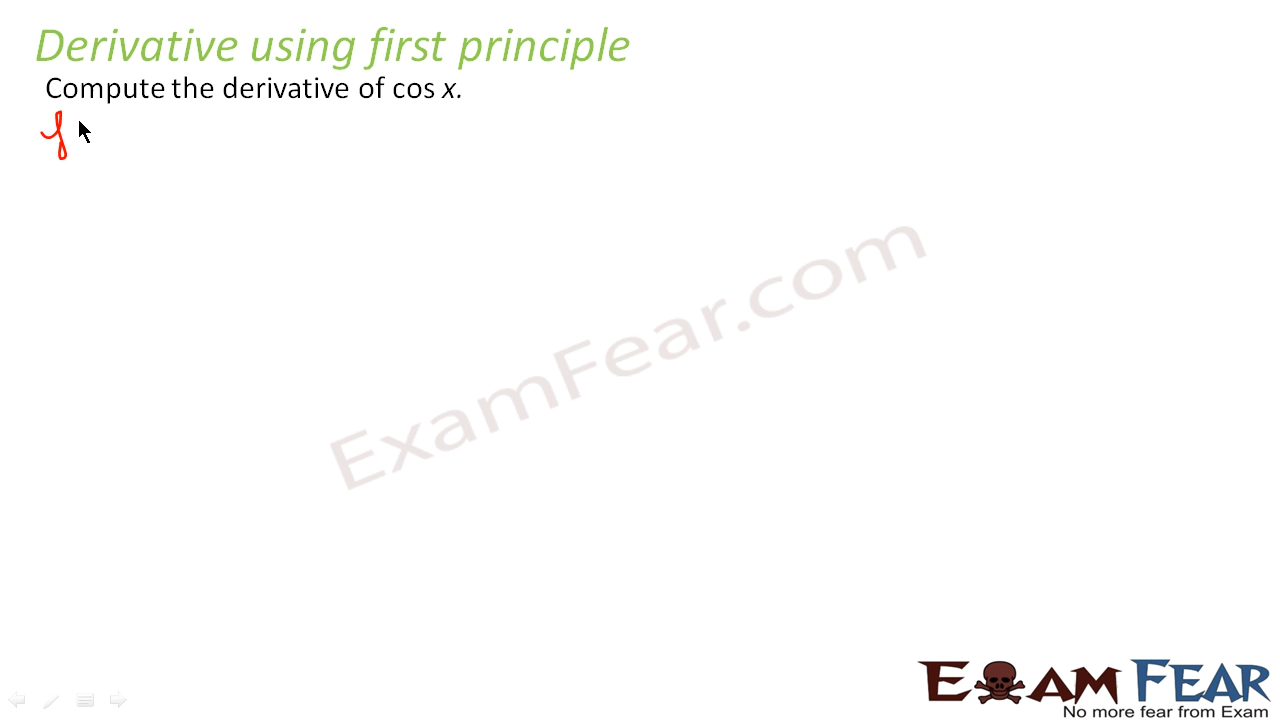 Derivative using first principle
Compute the derivative of cos x.
f
ExamFear.com
EXAM FEAR
No more fear from Exam